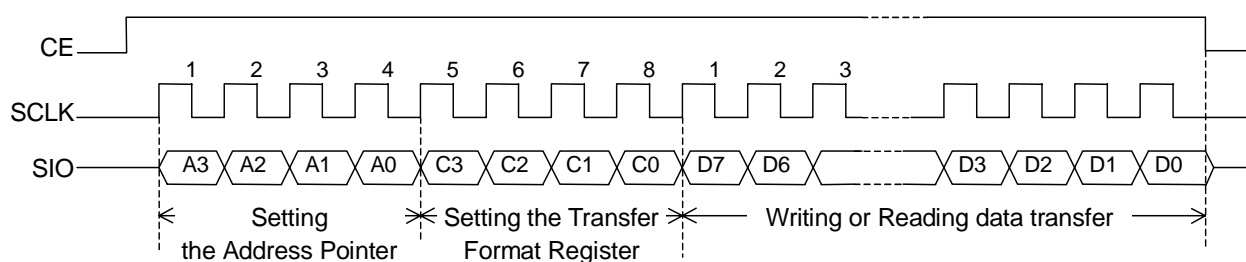 CE
1 2 3 4 5 6 7 8 1 2 3
SCLK
SIO A3 A2 A1 A0 C3 C2 C1 C0 D7 D6 D3 D2 D1 D0
Setting Setting the Transfer Writing or Reading data transfer
the Address Pointer Format Register